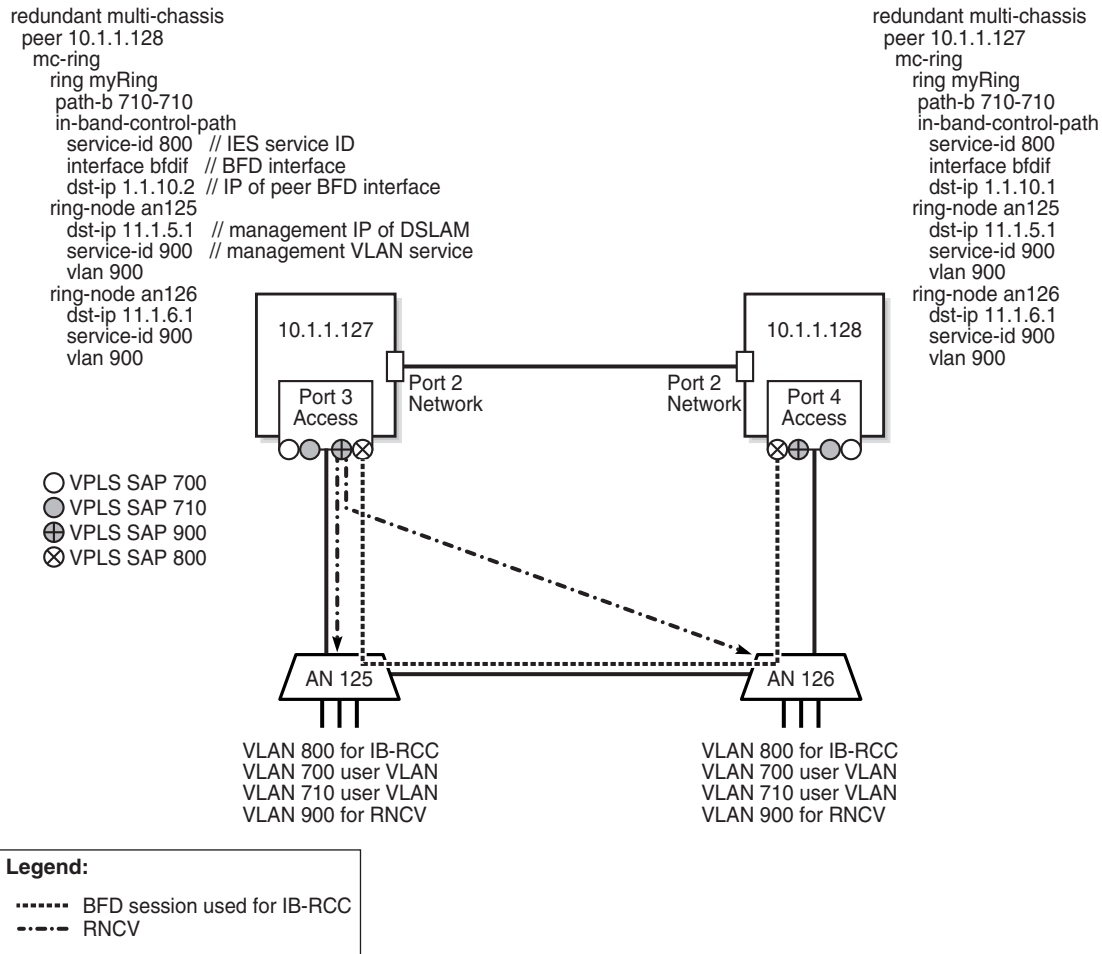 redundant multi-chassis
peer 10.1.1.128
mc-ring
ring myRing
path-b 710-710
in-band-control-path
service-id 800 // IES service ID
interface bfdif // BFD interface
dst-ip 1.1.10.2 // IP of peer BFD interface
ring-node an125
dst-ip 11.1.5.1 // management IP of DSLAM
service-id 900 // management VLAN service
vlan 900
ring-node an126
dst-ip 11.1.6.1
service-id 900
vlan 900
redundant multi-chassis
peer 10.1.1.127
mc-ring
ring myRing
path-b 710-710
in-band-control-path
service-id 800
interface bfdif
dst-ip 1.1.10.1
ring-node an125
dst-ip 11.1.5.1
service-id 900
vlan 900
ring-node an126
dst-ip 11.1.6.1
service-id 900
vlan 900
10.1.1.127
Port 2
Network
Port 3
Access
10.1.1.128
Port 2
Network
Port 4
Access
VPLS SAP 700
VPLS SAP 710
VPLS SAP 900
VPLS SAP 800
AN 125
AN 126
VLAN 800 for IB-RCC
VLAN 700 user VLAN
VLAN 710 user VLAN
VLAN 900 for RNCV
VLAN 800 for IB-RCC
VLAN 700 user VLAN
VLAN 710 user VLAN
VLAN 900 for RNCV
Legend:
BFD session used for IB-RCC
RNCV